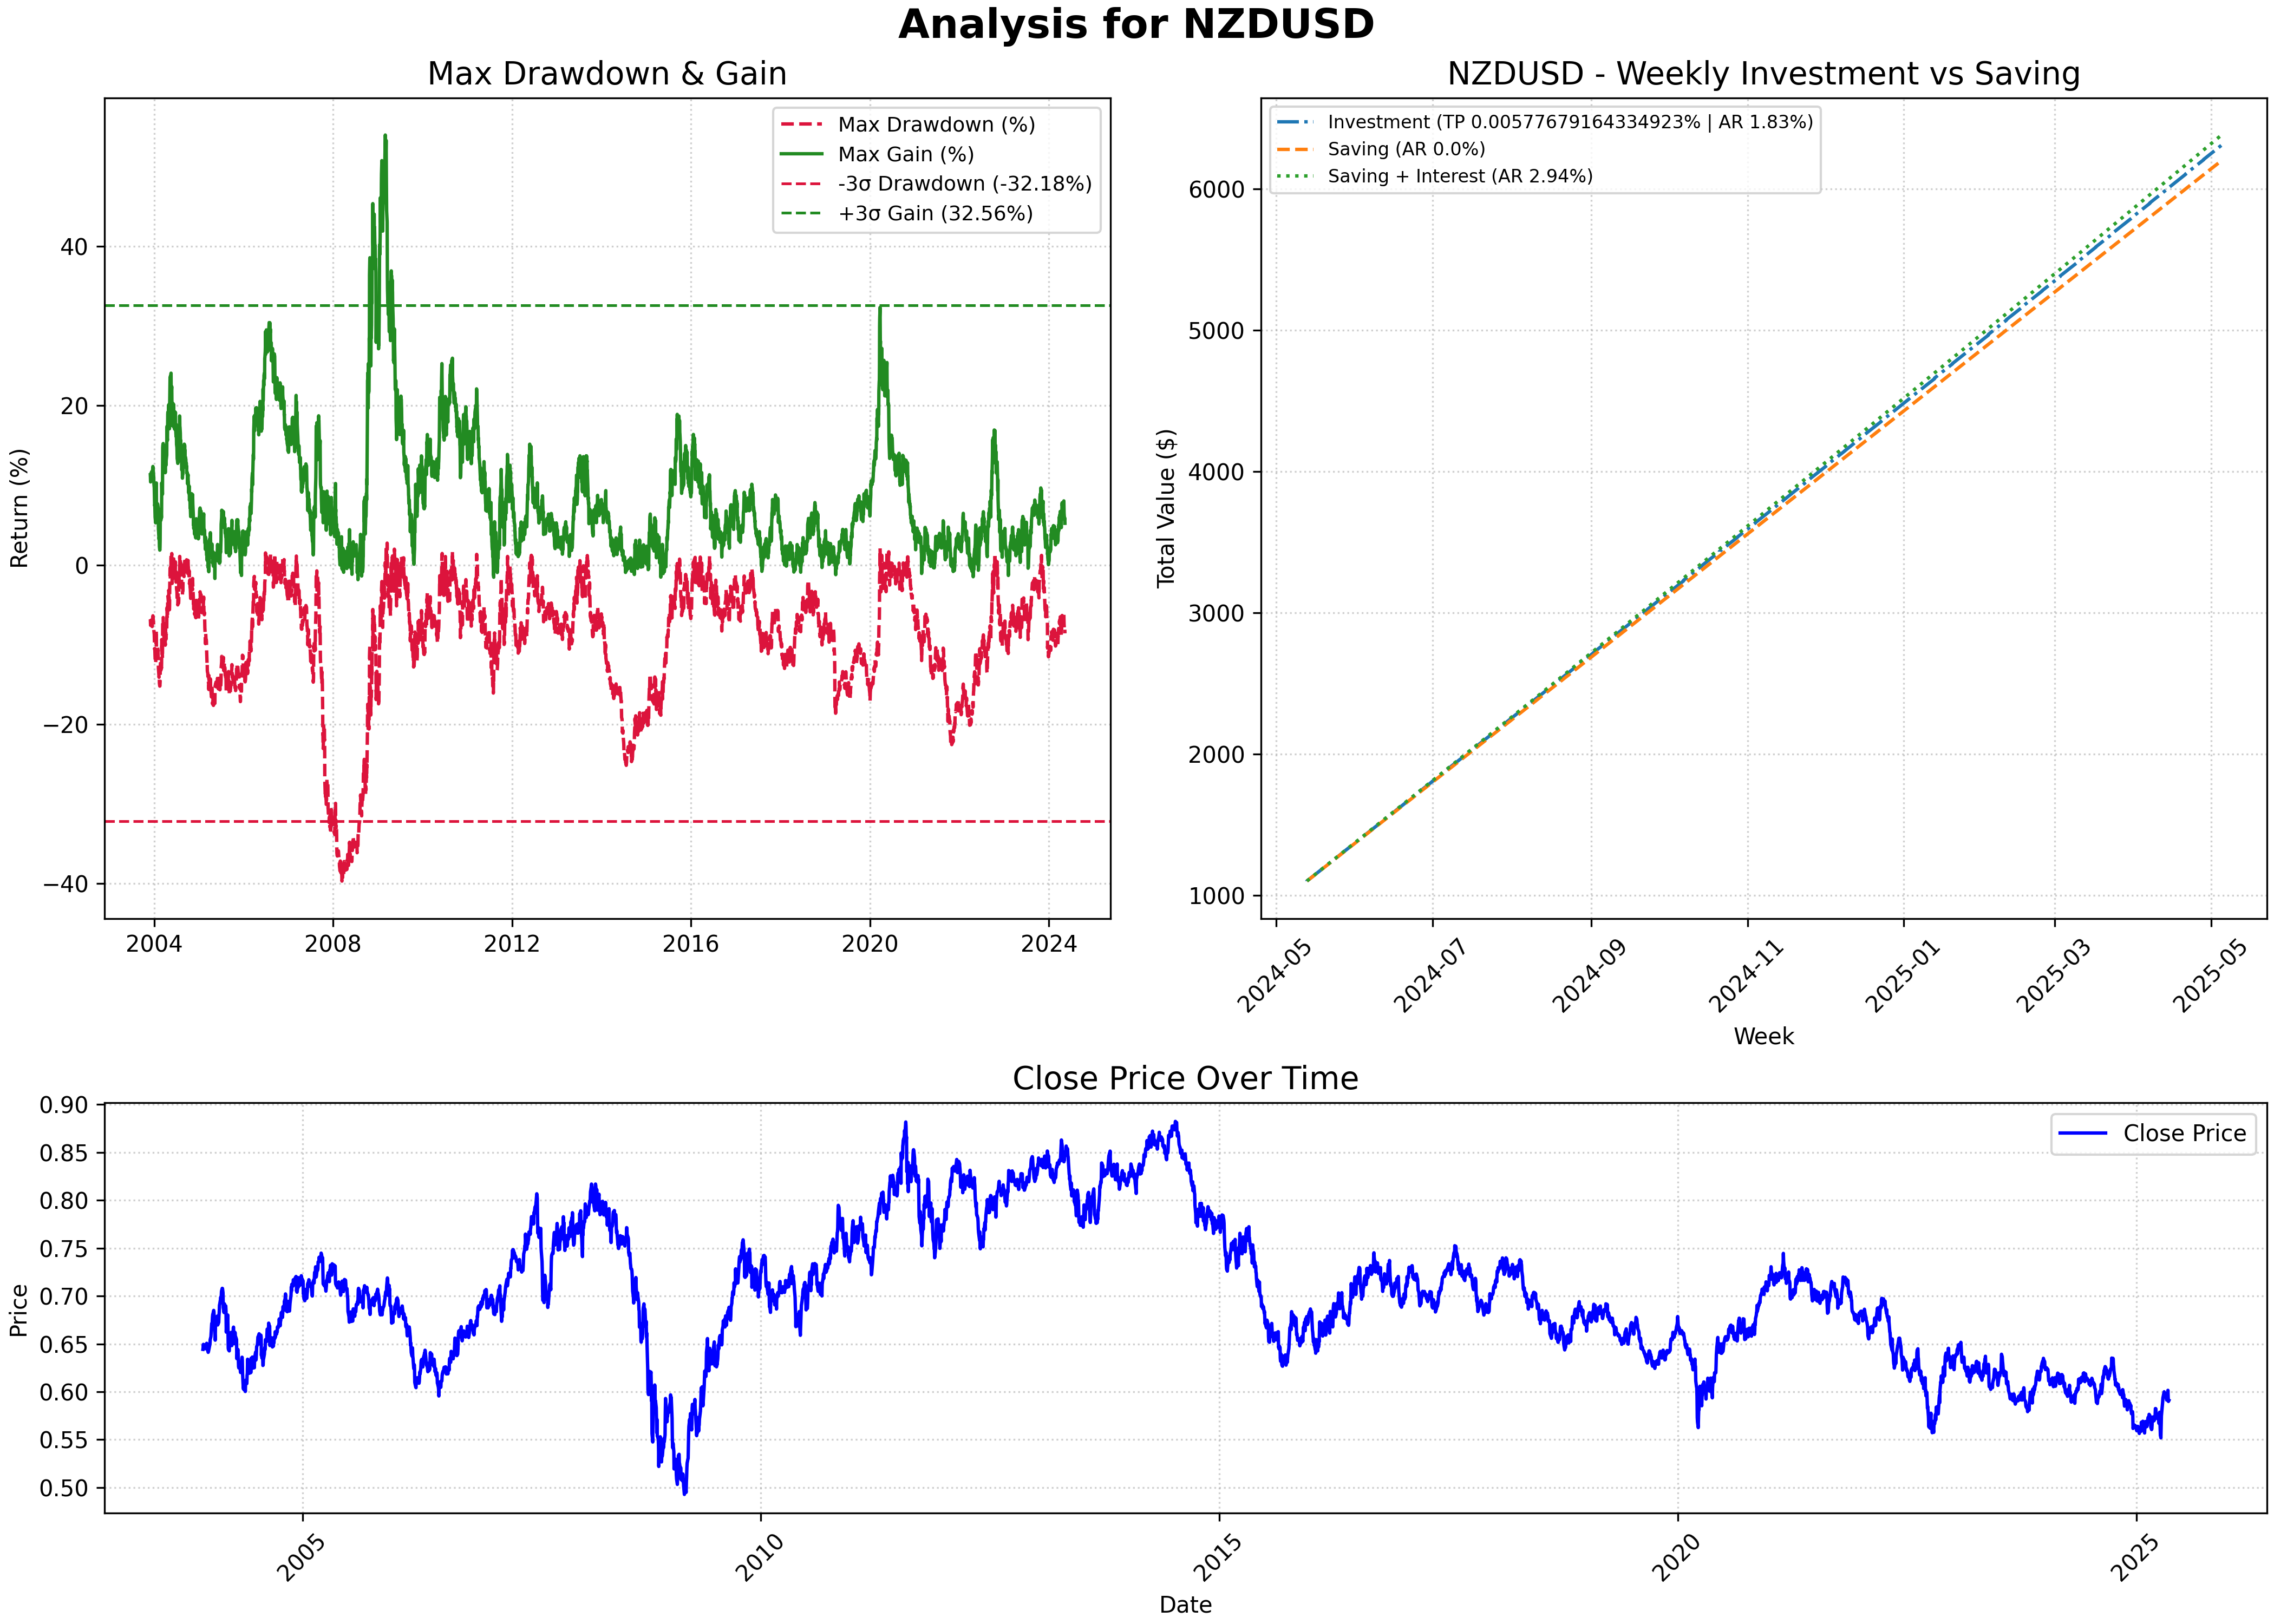 Analysis for NZDUSD
Max Drawdown & Gain
Max Drawdown (%)
Max Gain (%)
-3σ Drawdown (-32.18%)
+3σ Gain (32.56%)
Return (%)
40
20
0
−20
−40
2004
2008
2012
2016
2020
2024
NZDUSD - Weekly Investment vs Saving
Investment (TP 0.00577679164334923% | AR 1.83%)
Saving (AR 0.0%)
Saving + Interest (AR 2.94%)
Total Value ($)
6000
5000
4000
3000
2000
1000
2024-05
2024-07
2024-09
2024-11
2025-01
2025-03
2025-05
Week
Close Price Over Time
Close Price
Price
0.90
0.85
0.80
0.75
0.70
0.65
0.60
0.55
0.50
2005
2010
2015
2020
2025
Date